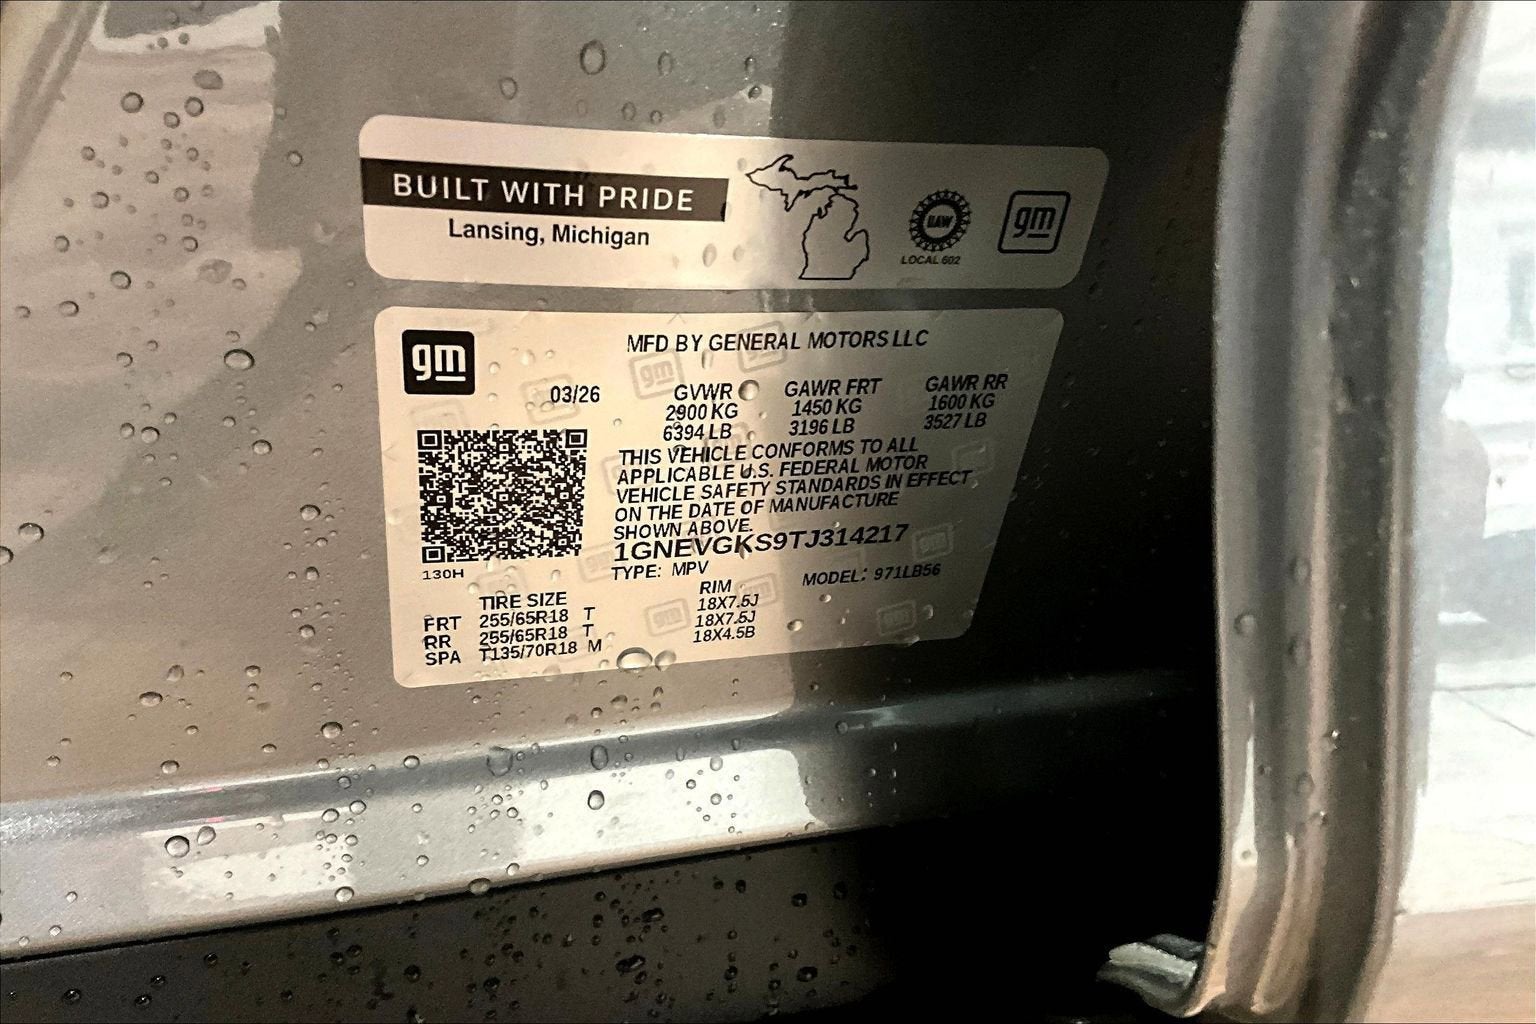 BUILT WITH PRIDE
Lansing, Michigan
UAW
LOCAL 602
gm
gm
MFD BY GENERAL MOTORS LLC
03/26 GVWR GAWR FRT GAWR RR
2900 KG 1450 KG 1600 KG
6394 LB 3196 LB 3527 LB
THIS VEHICLE CONFORMS TO ALL
APPLICABLE U.S. FEDERAL MOTOR
VEHICLE SAFETY STANDARDS IN EFFECT
ON THE DATE OF MANUFACTURE
SHOWN ABOVE.
1GNEVGKS9TJ314217
TYPE: MPV MODEL: 971LB56
130H
TIRE SIZE RIM
FRT 255/65R18 T 18X7.5J
RR 255/65R18 T 18X7.5J
SPA T135/70R18 M 18X4.5B